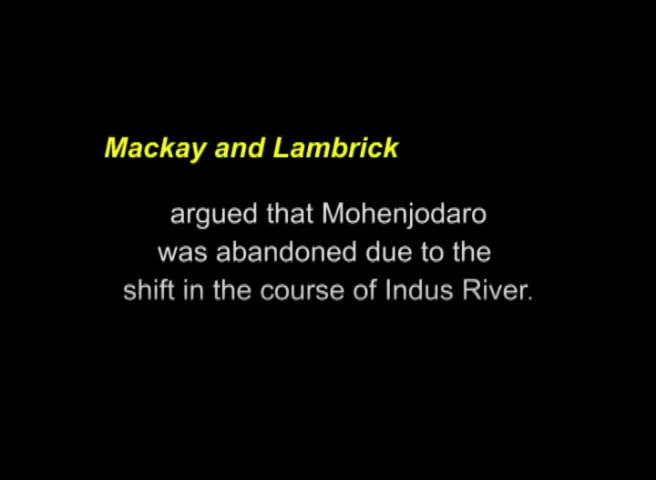 Mackay and Lambrick
argued that Mohenjodaro
was abandoned due to the
shift in the course of Indus River.